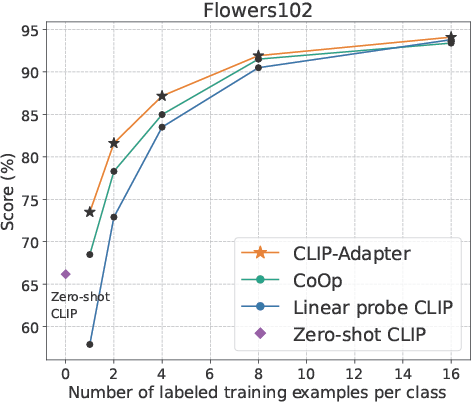 Flowers102
95
90
85
80
75
70
65
60
Score (%)
Zero-shot
CLIP
CLIP-Adapter
CoOp
Linear probe CLIP
Zero-shot CLIP
0 2 4 6 8 10 12 14 16
Number of labeled training examples per class